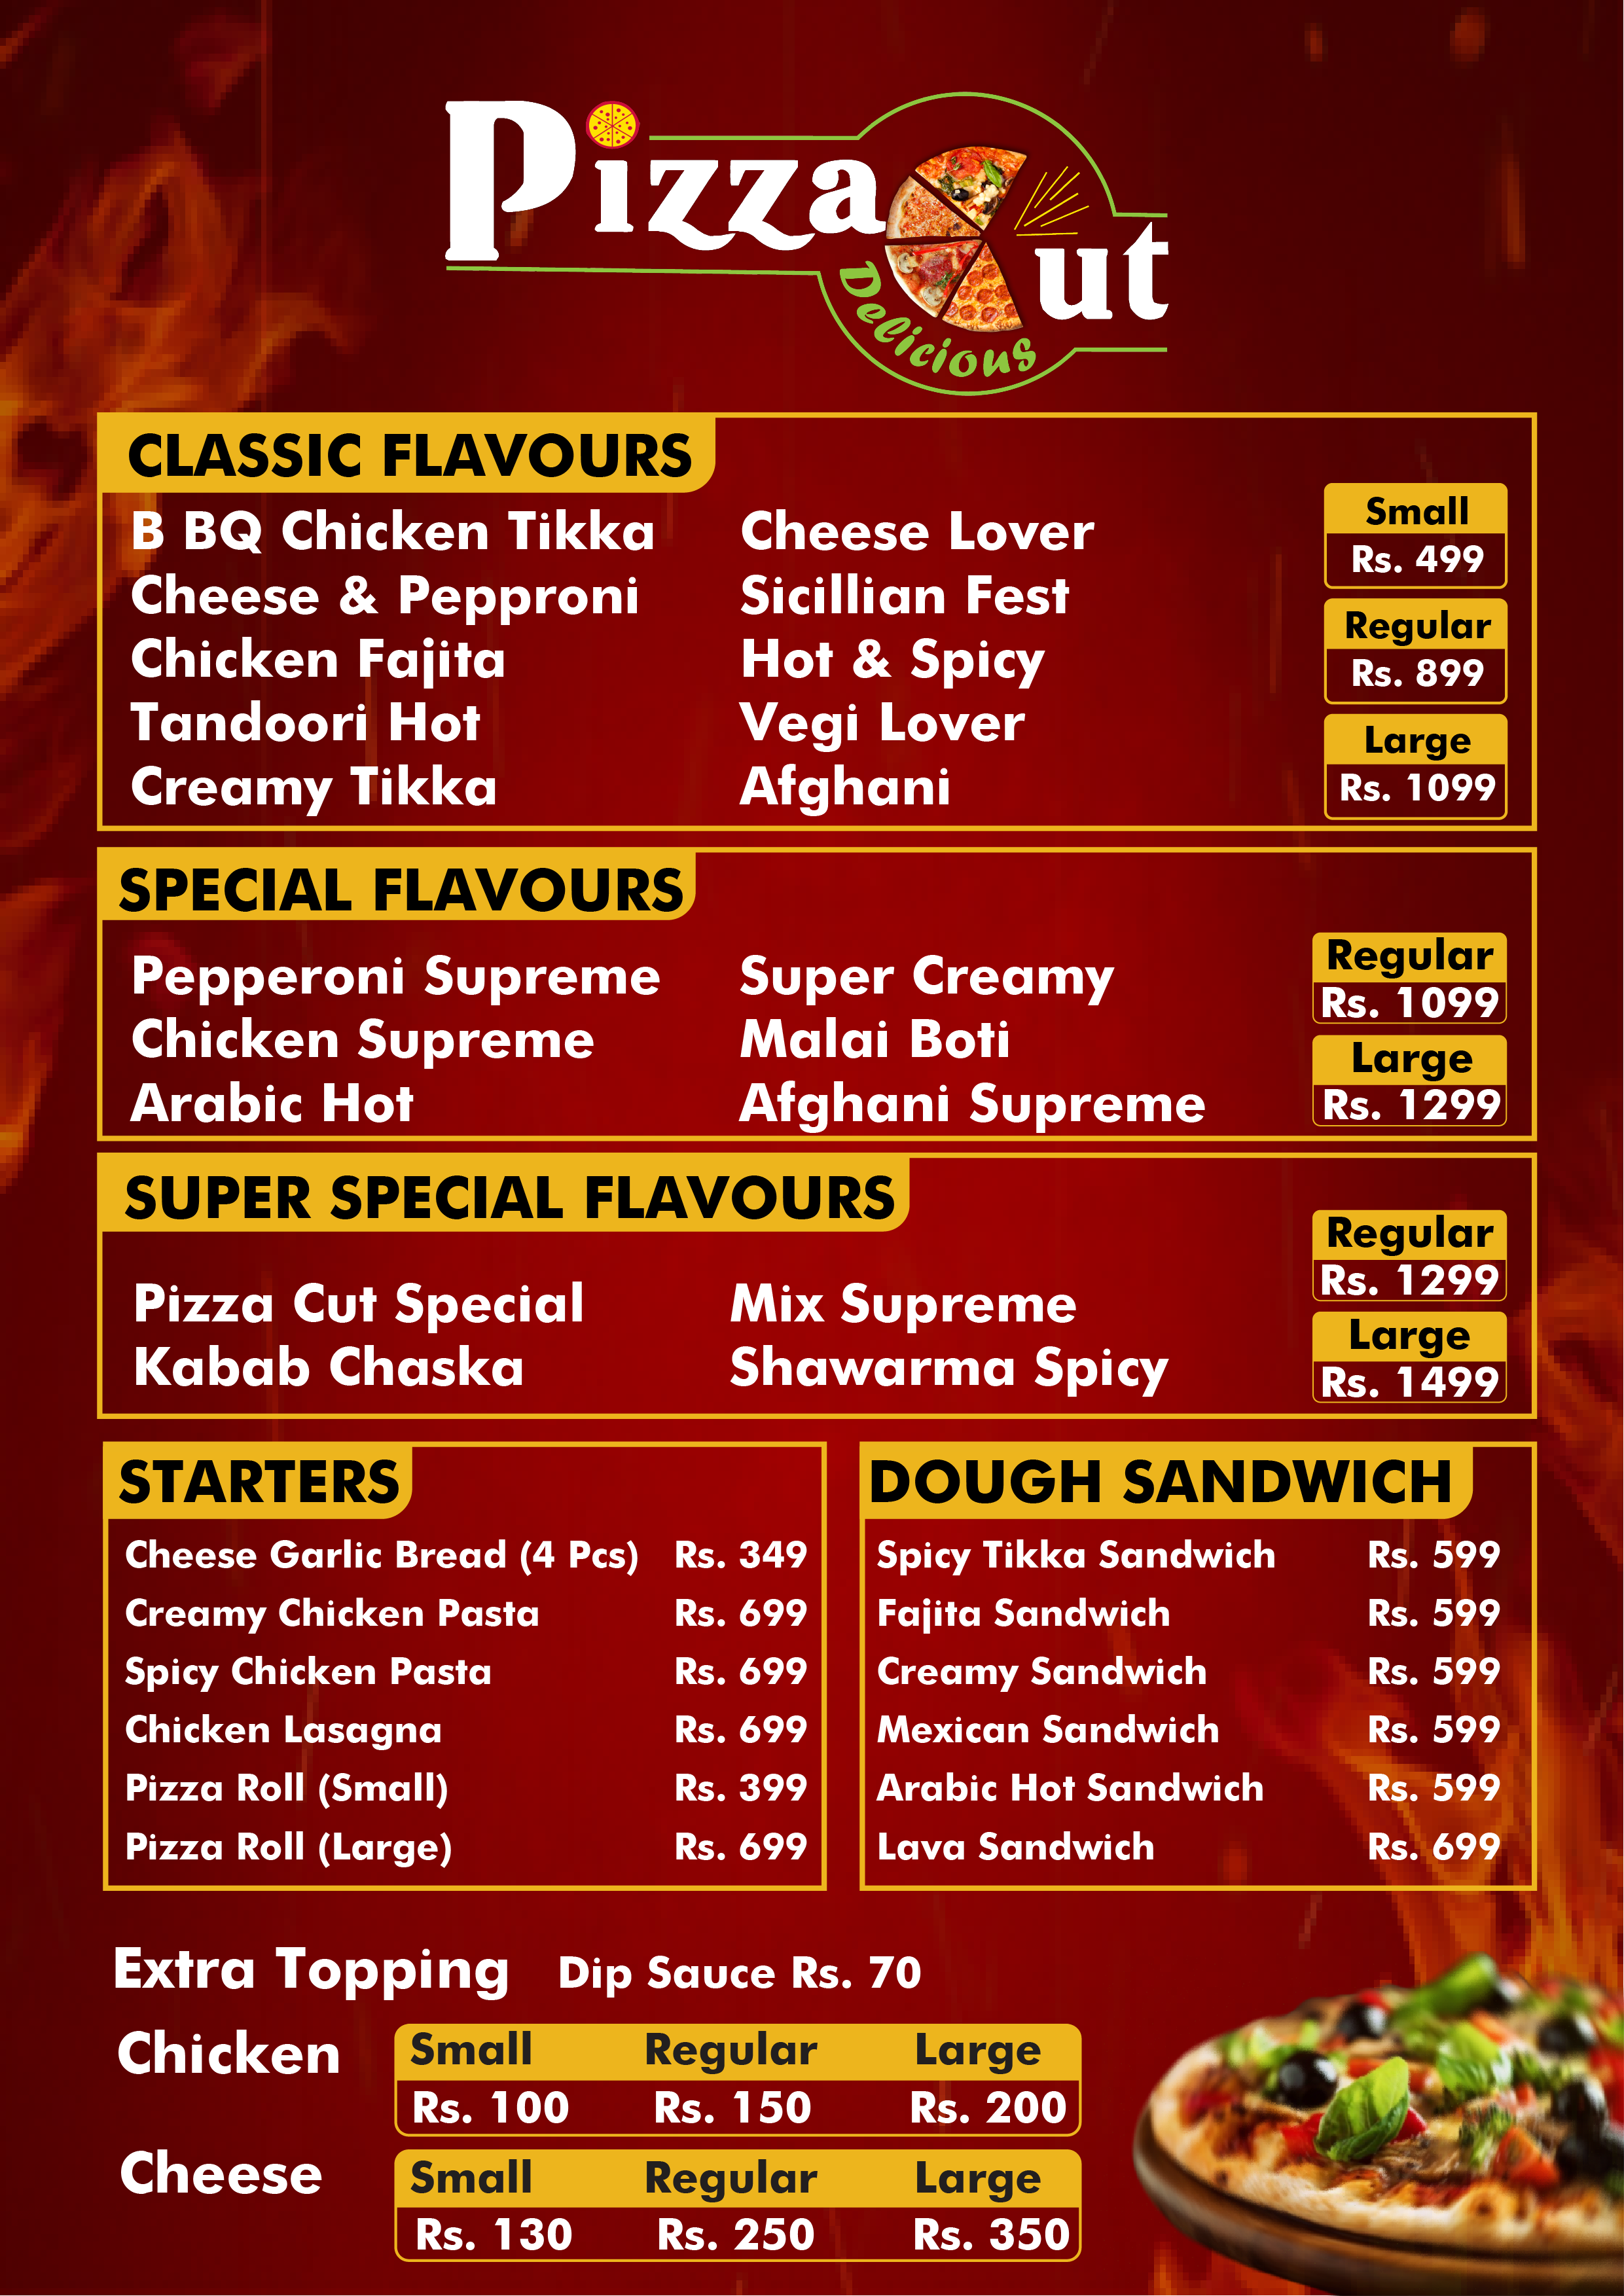 Pizza Cut
Delicious
CLASSIC FLAVOURS
B BQ Chicken Tikka
Cheese & Pepproni
Chicken Fajita
Tandoori Hot
Creamy Tikka
Cheese Lover
Sicillian Fest
Hot & Spicy
Vegi Lover
Afghani
Small
Rs. 499
Regular
Rs. 899
Large
Rs. 1099
SPECIAL FLAVOURS
Pepperoni Supreme
Chicken Supreme
Arabic Hot
Super Creamy
Malai Boti
Afghani Supreme
Regular
Rs. 1099
Large
Rs. 1299
SUPER SPECIAL FLAVOURS
Pizza Cut Special
Kabab Chaska
Mix Supreme
Shawarma Spicy
Regular
Rs. 1299
Large
Rs. 1499
STARTERS
Cheese Garlic Bread (4 Pcs) Rs. 349
Creamy Chicken Pasta Rs. 699
Spicy Chicken Pasta Rs. 699
Chicken Lasagna Rs. 699
Pizza Roll (Small) Rs. 399
Pizza Roll (Large) Rs. 699
DOUGH SANDWICH
Spicy Tikka Sandwich Rs. 599
Fajita Sandwich Rs. 599
Creamy Sandwich Rs. 599
Mexican Sandwich Rs. 599
Arabic Hot Sandwich Rs. 599
Lava Sandwich Rs. 699
Extra Topping Dip Sauce Rs. 70
Chicken
Small Regular Large
Rs. 100 Rs. 150 Rs. 200
Cheese
Small Regular Large
Rs. 130 Rs. 250 Rs. 350